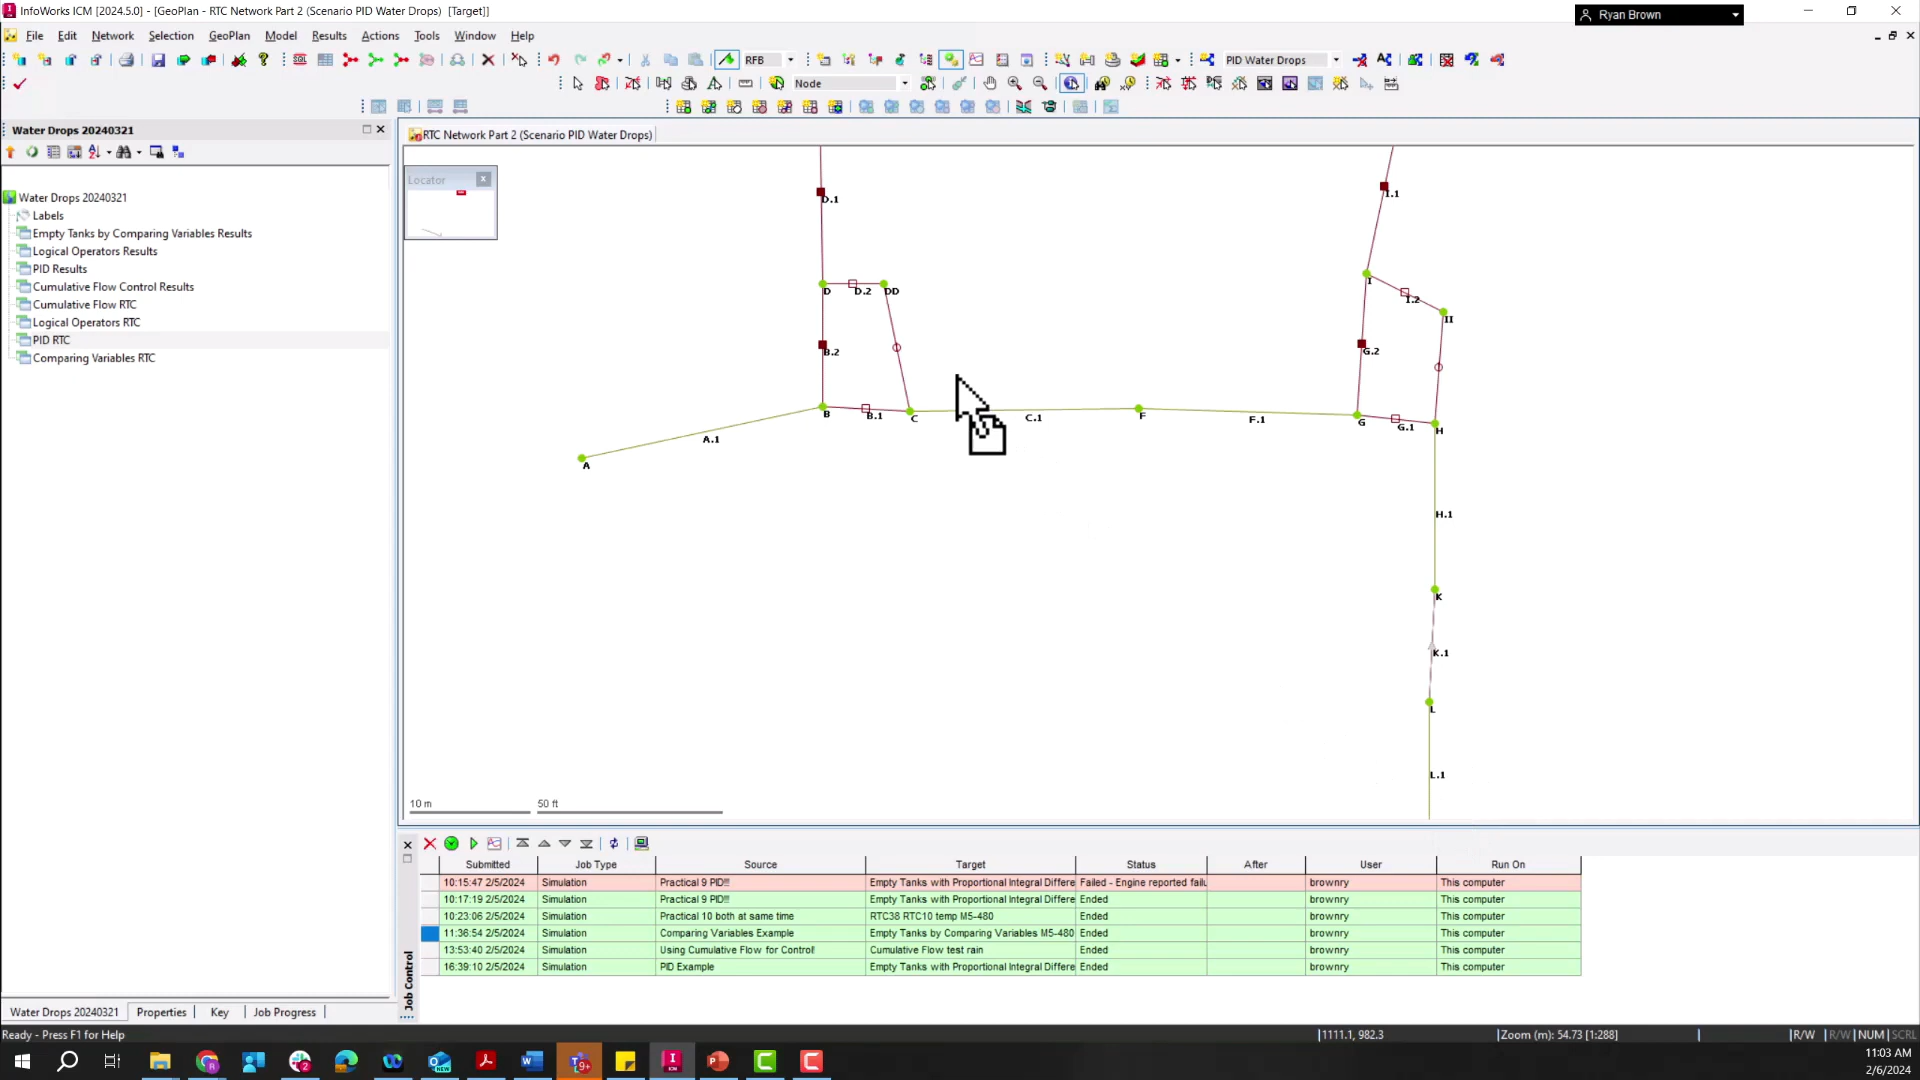 InfoWorks ICM [2024.5.0] - [GeoPlan - RTC Network Part 2 (Scenario PID Water Drops)  [Target]]
Ryan Brown
File Edit Network Selection GeoPlan Model Results Actions Tools Window Help
RFB
PID Water Drops
Node
Water Drops 20240321
RTC Network Part 2 (Scenario PID Water Drops)
Locator
Water Drops 20240321
Labels
Empty Tanks by Comparing Variables Results
Logical Operators Results
PID Results
Cumulative Flow Control Results
Cumulative Flow RTC
Logical Operators RTC
PID RTC
Comparing Variables RTC
D.1
I.1
D
D.2
DD
I
I.2
II
B.2
G.2
B
B.1
C
C.1
F
F.1
G
G.1
H
A.1
A
H.1
K
K.1
L
L.1
10 m
50 ft
Submitted Job Type Source Target Status After User Run On
10:15:47 2/5/2024 Simulation Practical 9 PID!!! Empty Tanks with Proportional Integral Differe Failed - Engine reported failu brownry This computer
10:17:19 2/5/2024 Simulation Practical 9 PID!!! Empty Tanks with Proportional Integral Differe Ended brownry This computer
10:23:06 2/5/2024 Simulation Practical 10 both at same time RTC38 RTC10 temp M5-480 Ended brownry This computer
11:36:54 2/5/2024 Simulation Comparing Variables Example Empty Tanks by Comparing Variables M5-480 Ended brownry This computer
13:53:40 2/5/2024 Simulation Using Cumulative Flow for Control! Cumulative Flow test rain Ended brownry This computer
16:39:10 2/5/2024 Simulation PID Example Empty Tanks with Proportional Integral Differe Ended brownry This computer
Job Control
Water Drops 20240321 Properties Key Job Progress
Ready - Press F1 for Help
1111.1, 982.3
Zoom (m): 54.73 [1:288]
R/W R/W NUM SCRL
11:03 AM
2/6/2024